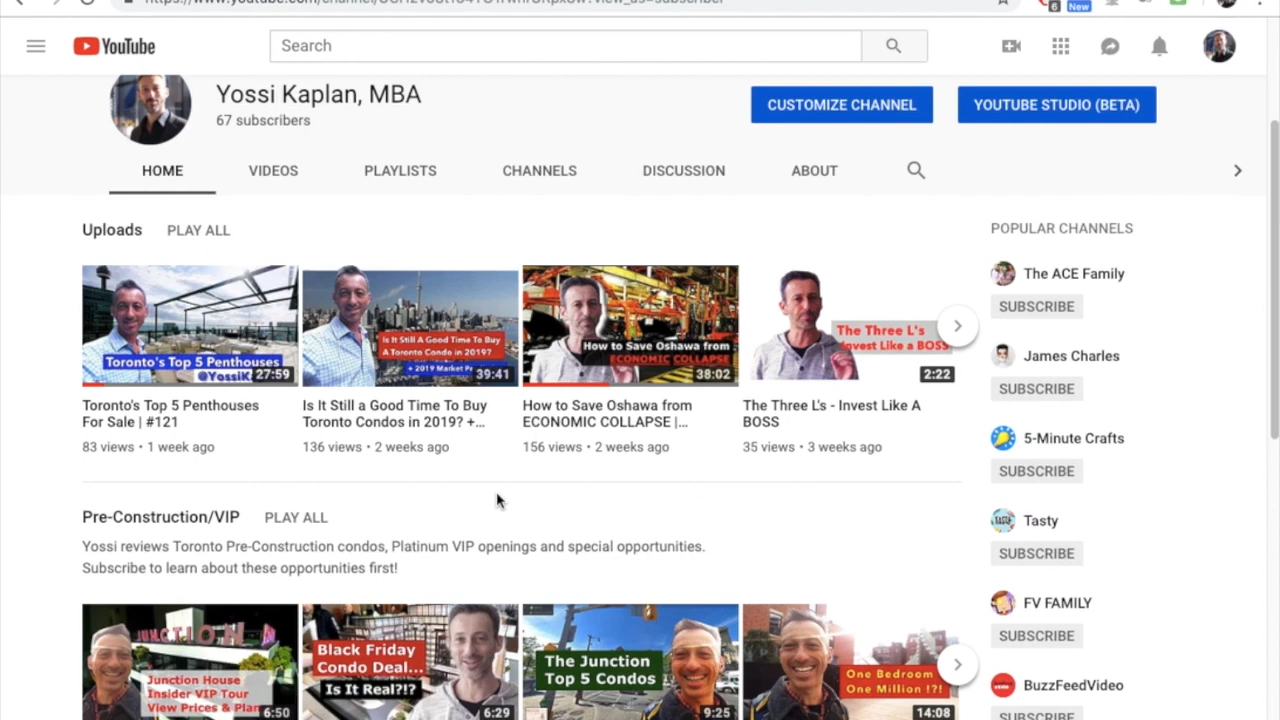 6
New
YouTube
Search
Yossi Kaplan, MBA
67 subscribers
CUSTOMIZE CHANNEL
YOUTUBE STUDIO (BETA)
HOME
VIDEOS
PLAYLISTS
CHANNELS
DISCUSSION
ABOUT
Uploads
PLAY ALL
Toronto's Top 5 Penthouses
27:59
Is It Still A Good Time To Buy
A Toronto Condo in 2019?
39:41
How to Save Oshawa from
ECONOMIC COLLAPSE
38:02
The Three L's
Invest Like a BOSS
2:22
Toronto's Top 5 Penthouses
For Sale | #121
83 views • 1 week ago
Is It Still a Good Time To Buy
Toronto Condos in 2019? +...
136 views • 2 weeks ago
How to Save Oshawa from
ECONOMIC COLLAPSE |...
156 views • 2 weeks ago
The Three L's - Invest Like A
BOSS
35 views • 3 weeks ago
Pre-Construction/VIP
PLAY ALL
Yossi reviews Toronto Pre-Construction condos, Platinum VIP openings and special opportunities.
Subscribe to learn about these opportunities first!
Junction House
Insider VIP Tour
View Prices &
6:50
Black Friday
Condo Deal...
Is It Real?!?
6:29
The Junction
Top 5 Condos
9:25
One Bedroom
One Million !?!
14:08
POPULAR CHANNELS
The ACE Family
SUBSCRIBE
James Charles
SUBSCRIBE
5-Minute Crafts
SUBSCRIBE
Tasty
SUBSCRIBE
FV FAMILY
SUBSCRIBE
BuzzFeedVideo
SUBSCRIBE